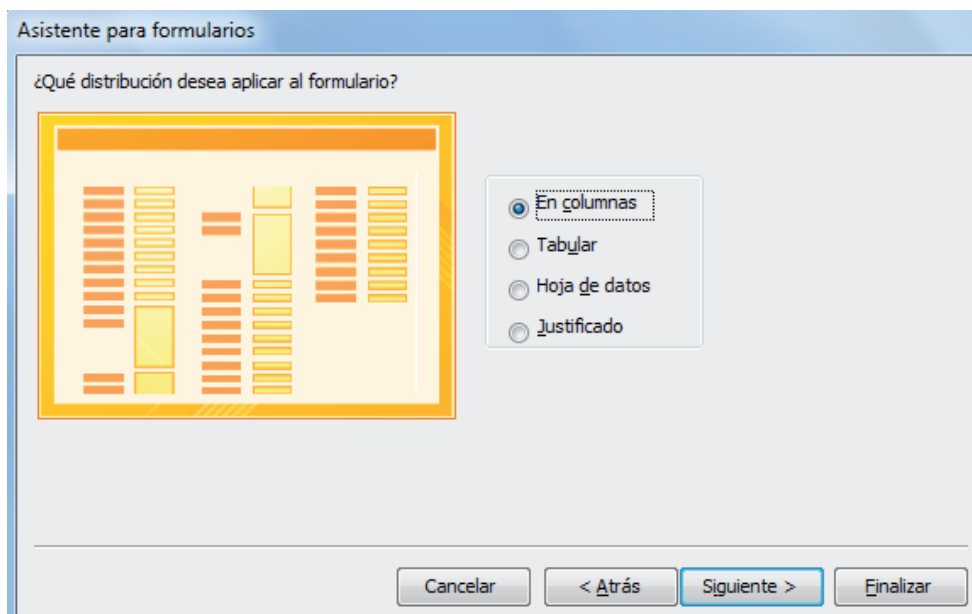 Asistente para formularios
¿Qué distribución desea aplicar al formulario?
En columnas
Tabular
Hoja de datos
Justificado
Cancelar
< Atrás
Siguiente >
Finalizar